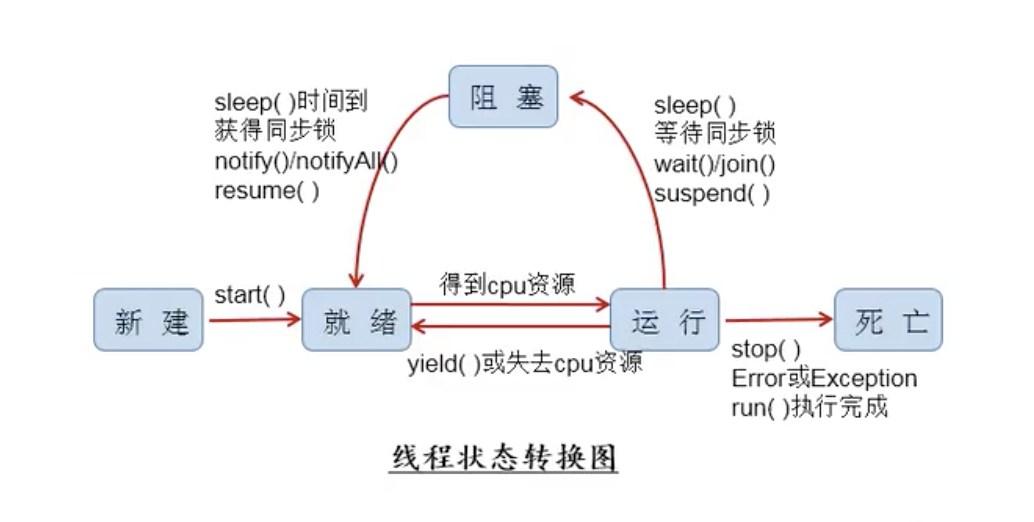 阻 塞
sleep( )时间到
获得同步锁
notify()/notifyAll()
resume( )
sleep( )
等待同步锁
wait()/join()
suspend( )
新 建
start( )
就 绪
得到cpu资源
yield( )或失去cpu资源
运 行
死 亡
stop( )
Error或Exception
run( )执行完成
线程状态转换图